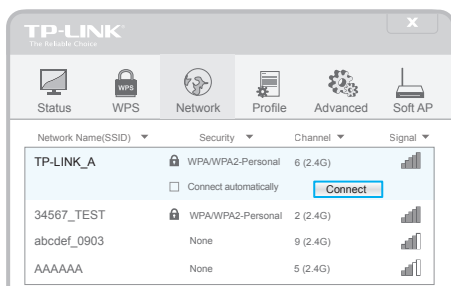 TP-LINK®
The Reliable Choice
X
WPS
Status WPS Network Profile Advanced Soft AP
Network Name(SSID) Security Channel Signal
TP-LINK_A WPA/WPA2-Personal 6 (2.4G)
Connect automatically Connect
34567_TEST WPA/WPA2-Personal 2 (2.4G)
abcdef_0903 None 9 (2.4G)
AAAAAA None 5 (2.4G)